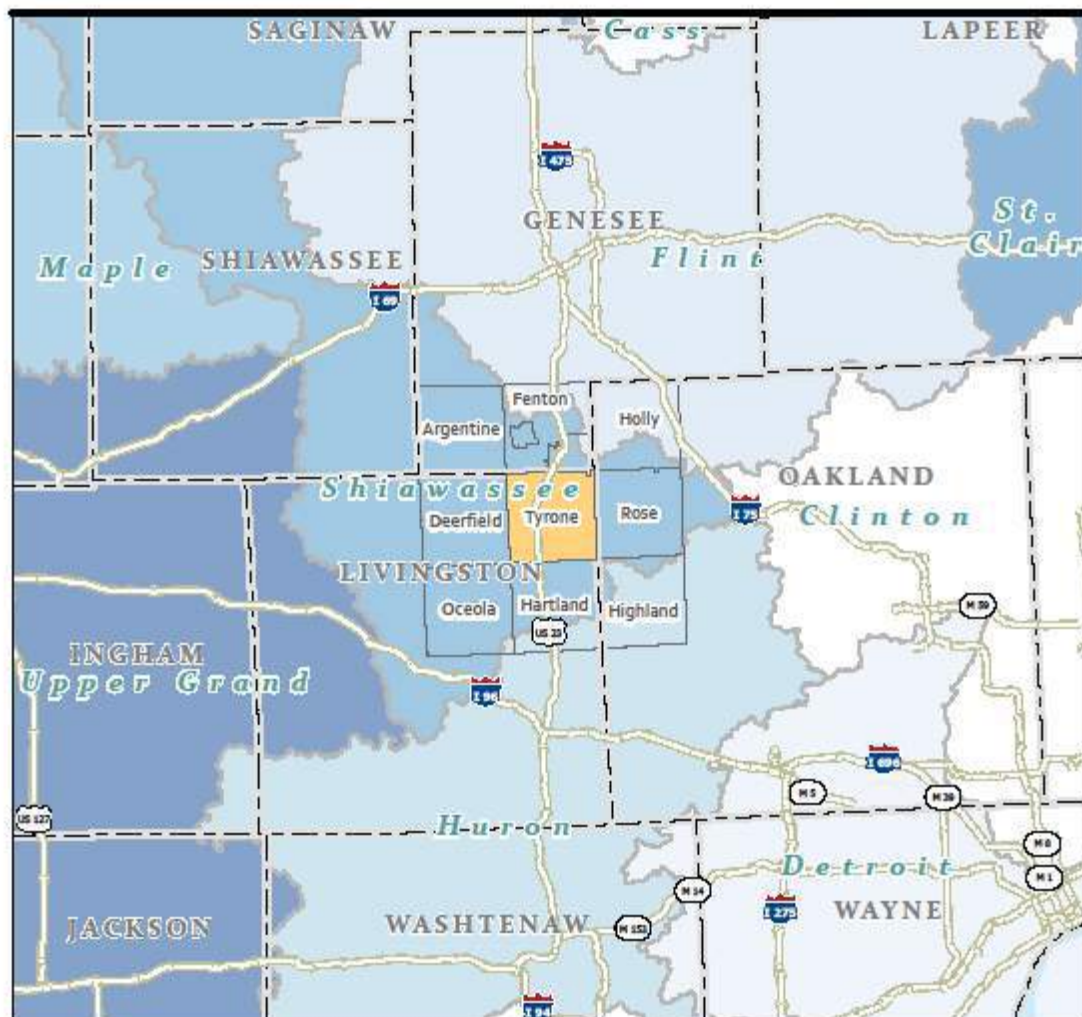 SAGINAW
Cass
LAPEER
I 475
GENESEE
St.
Clair
Maple
SHIAWASSEE
Flint
I 69
Fenton
Argentine
Holly
OAKLAND
Shiawassee
Deerfield
Tyrone
Rose
I 75
Clinton
LIVINGSTON
Oceola
Hartland
Highland
M 59
US 23
INGHAM
Upper Grand
I 96
I 696
M 5
M 39
US 127
Huron
M 8
Detroit
M 1
M 14
JACKSON
WASHTENAW
I 275
WAYNE
M 153
I 94